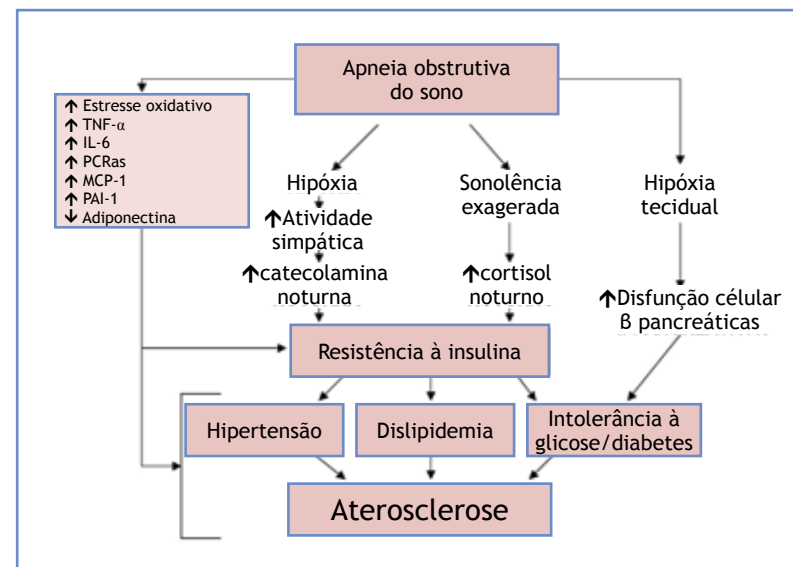 Apneia obstrutiva
do sono
↑ Estresse oxidativo
↑ TNF-α
↑ IL-6
↑ PCRas
↑ MCP-1
↑ PAI-1
↓ Adiponectina
Hipóxia
↑Atividade
simpática
↑catecolamina
noturna
Sonolência
exagerada
↑cortisol
noturno
Hipóxia
tecidual
↑Disfunção célular
ß pancreáticas
Resistência à insulina
Hipertensão
Dislipidemia
Intolerância à
glicose/diabetes
Aterosclerose